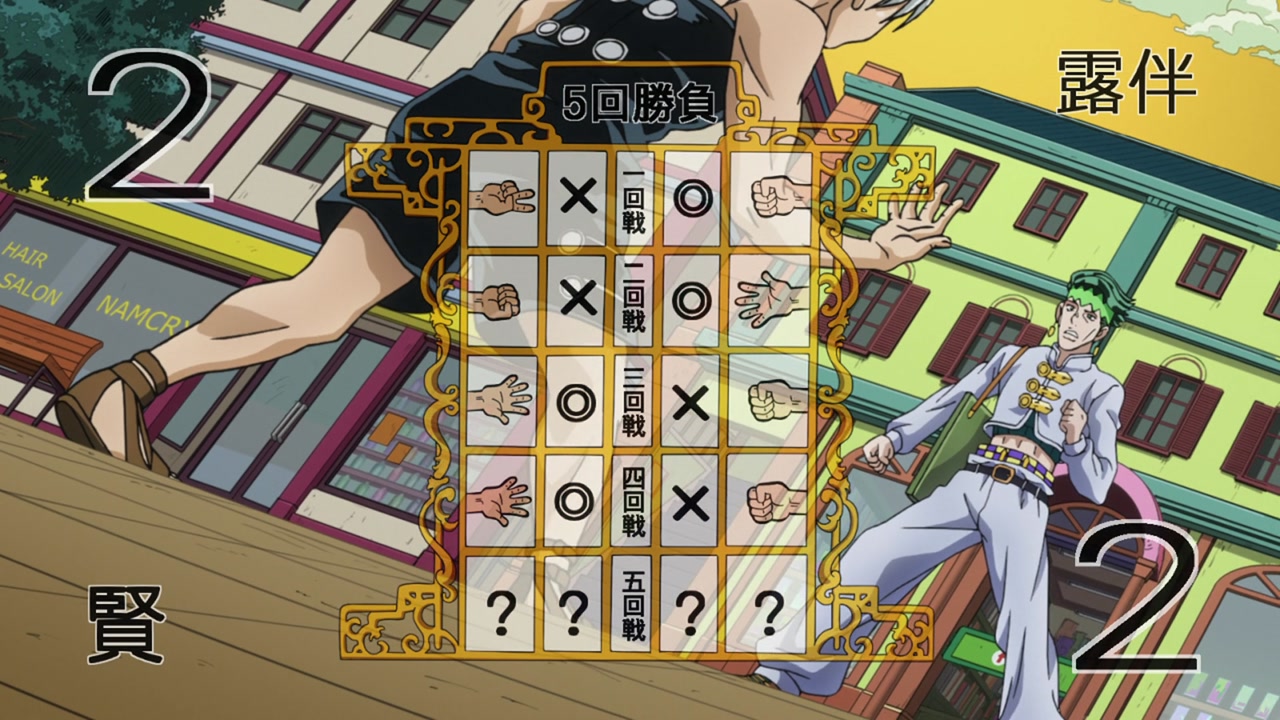 2
露伴
5回勝負
× 一回戦 ◎
× 二回戦 ◎
◎ 三回戦 ×
◎ 四回戦 ×
? ? 五回戦 ? ?
HAIR
SALON
NAMCRY
賢
2